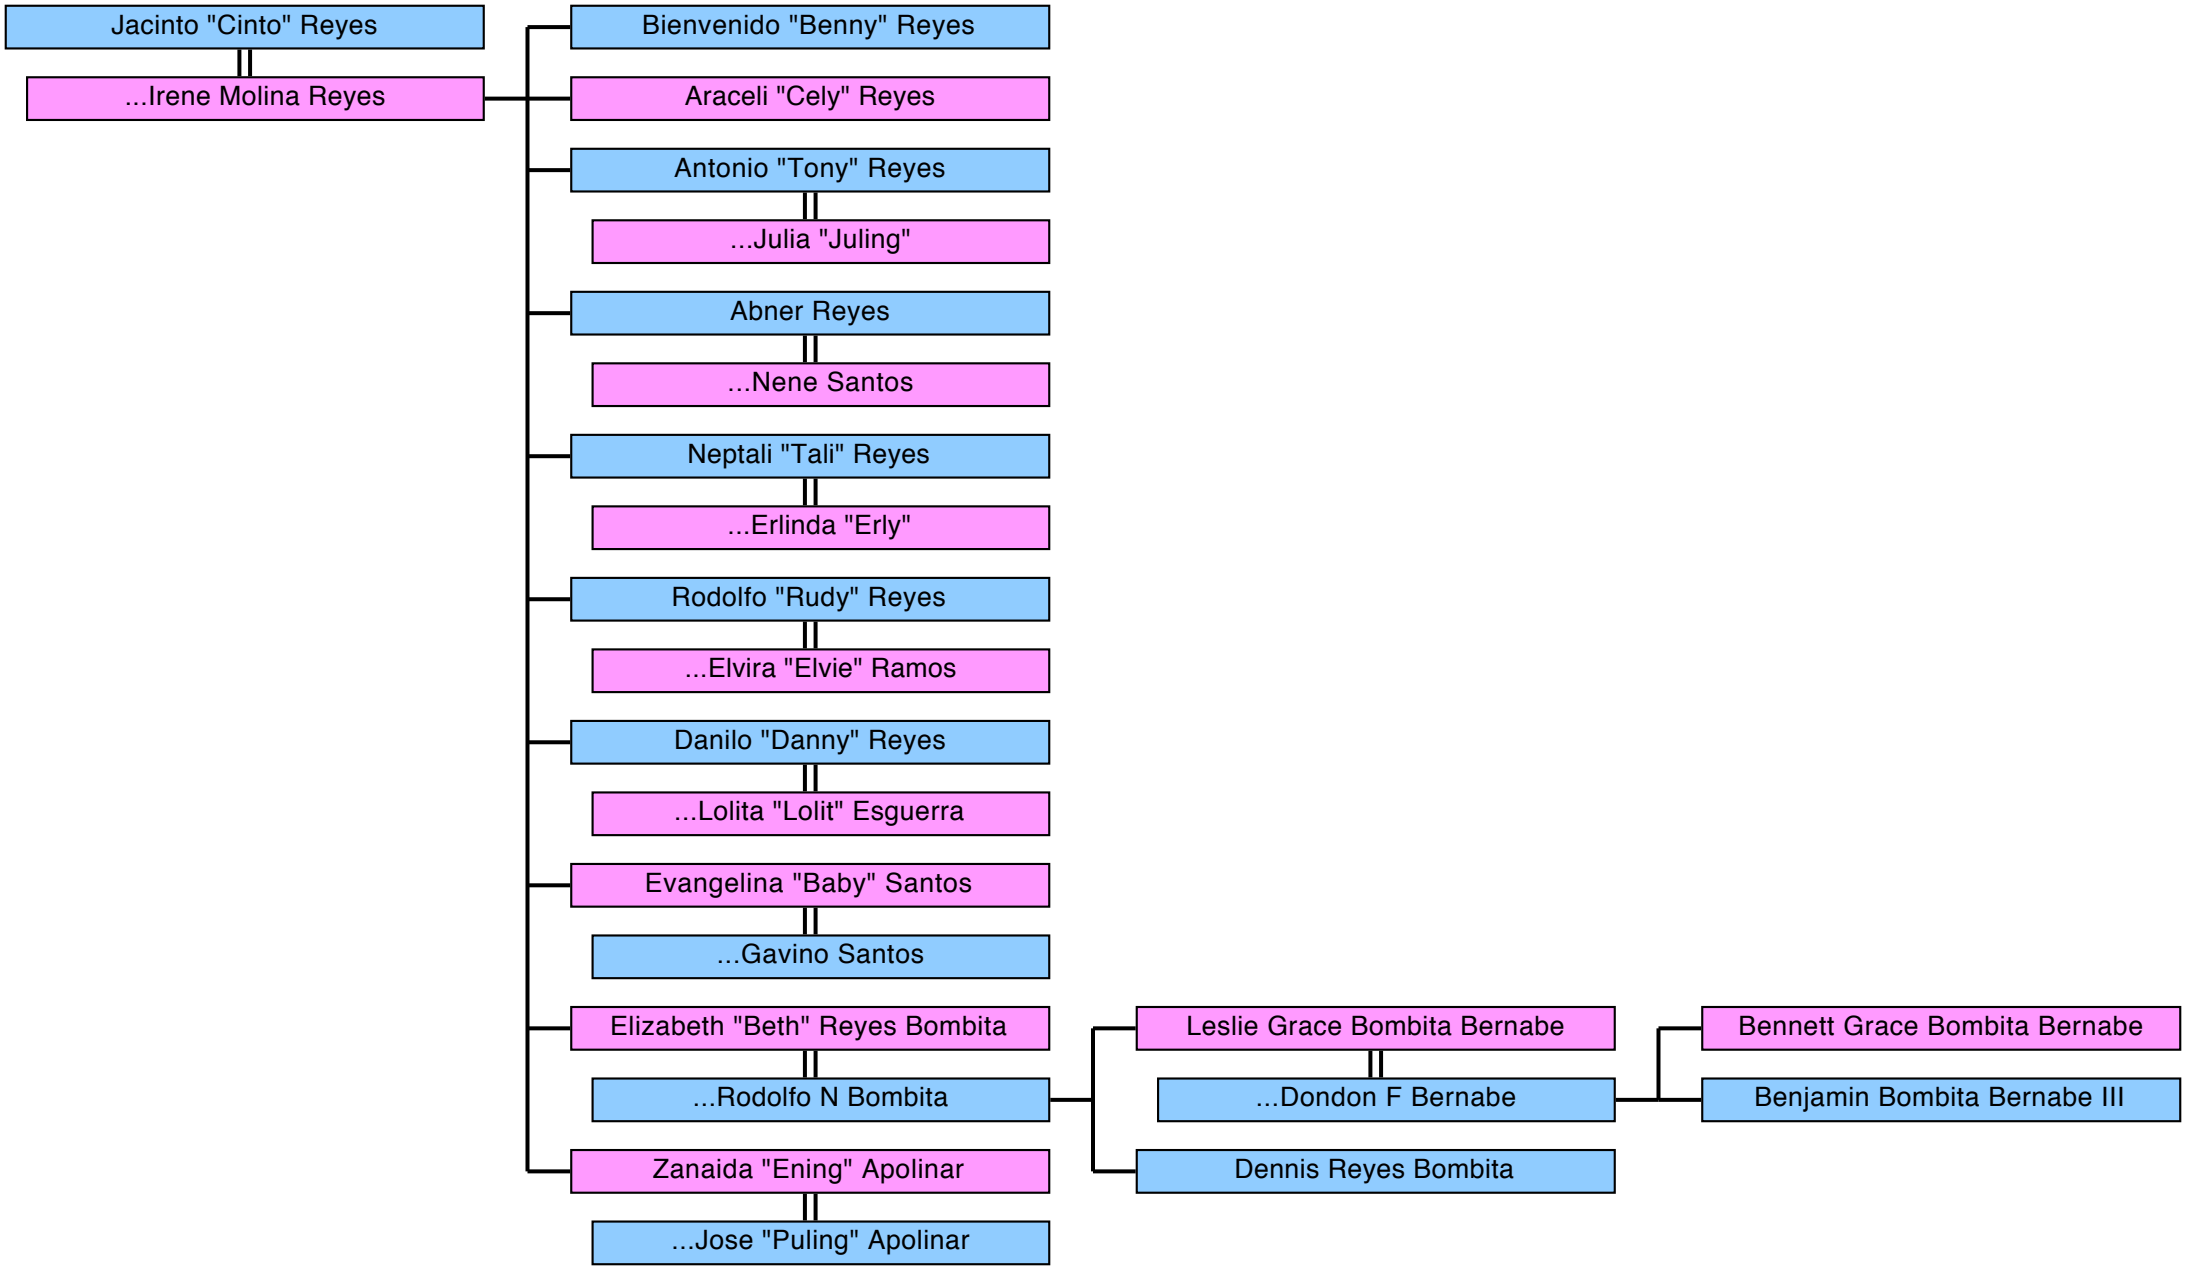 Jacinto "Cinto" Reyes
...Irene Molina Reyes
Bienvenido "Benny" Reyes
Araceli "Cely" Reyes
Antonio "Tony" Reyes
...Julia "Juling"
Abner Reyes
...Nene Santos
Neptali "Tali" Reyes
...Erlinda "Erly"
Rodolfo "Rudy" Reyes
...Elvira "Elvie" Ramos
Danilo "Danny" Reyes
...Lolita "Lolit" Esguerra
Evangelina "Baby" Santos
...Gavino Santos
Elizabeth "Beth" Reyes Bombita
...Rodolfo N Bombita
Zanaida "Ening" Apolinar
...Jose "Puling" Apolinar
Leslie Grace Bombita Bernabe
...Dondon F Bernabe
Dennis Reyes Bombita
Bennett Grace Bombita Bernabe
Benjamin Bombita Bernabe III